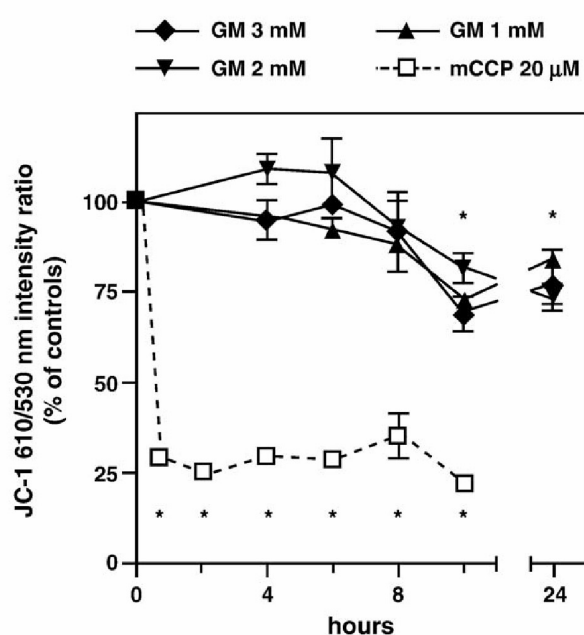 GM 3 mM
GM 1 mM
GM 2 mM
mCCP 20 µM
JC-1 610/530 nm intensity ratio
(% of controls)
100
75
50
25
0
* *
* * * * * *
0 4 8 24
hours